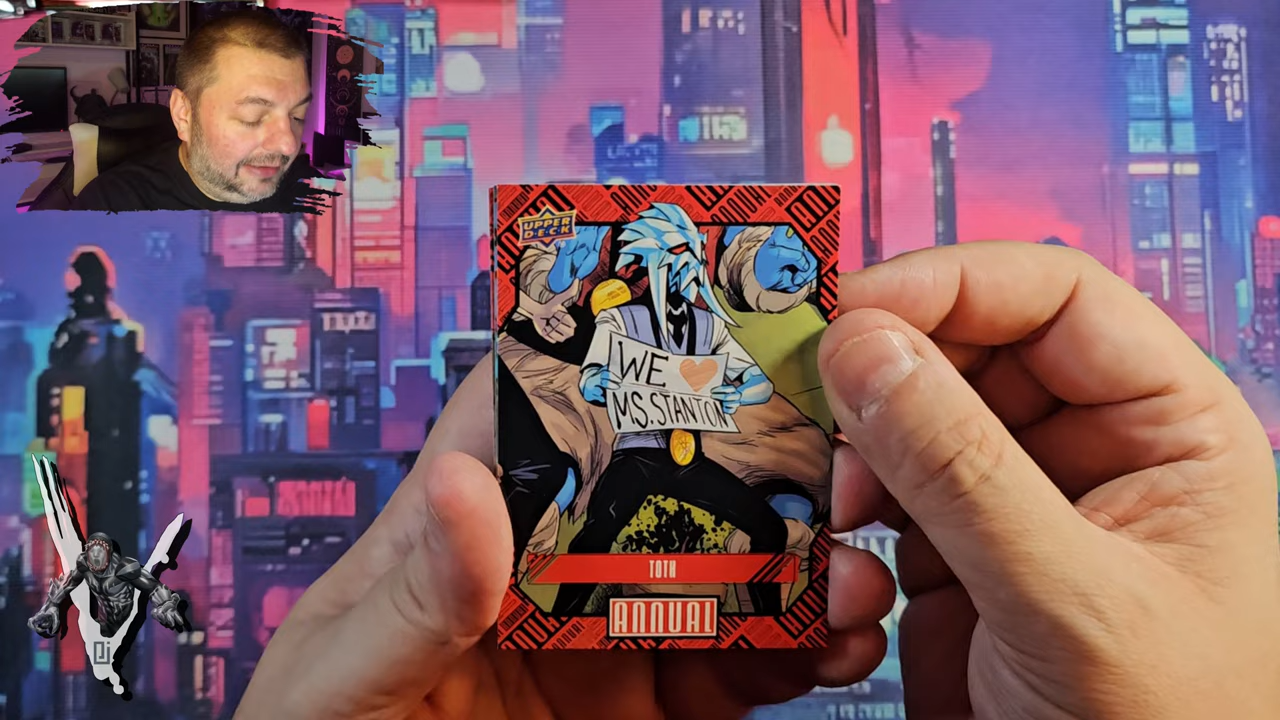 UPPER
DECK
WE
MS. STANTON
TOTH
ANNUAL